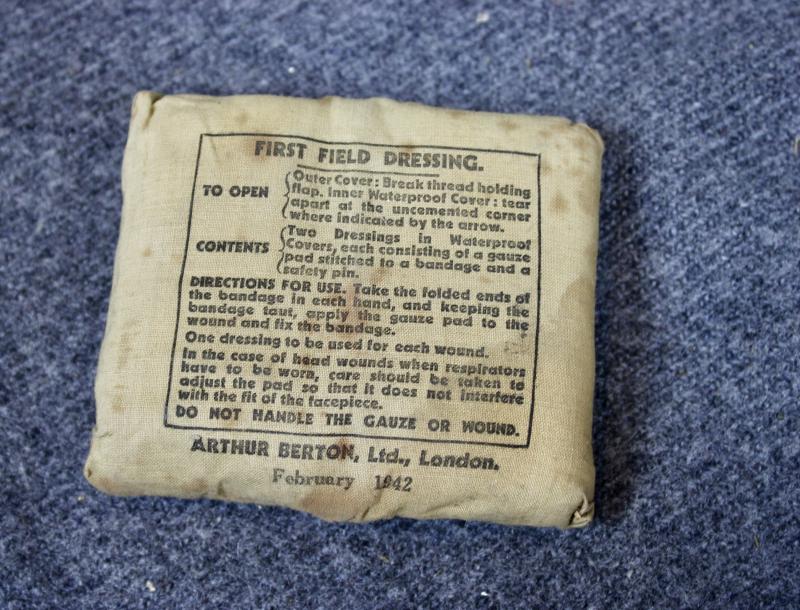 FIRST FIELD DRESSING.
TO OPEN { Outer Cover: Break thread holding
flap. Inner Waterproof Cover: tear
apart at the uncemented corner
where indicated by the arrow.
CONTENTS { Two Dressings in Waterproof
Covers, each consisting of a gauze
pad stitched to a bandage and a
safety pin.
DIRECTIONS FOR USE. Take the folded ends of
the bandage in each hand, and keeping the
bandage taut, apply the gauze pad to the
wound and fix the bandage.
One dressing to be used for each wound.
In the case of head wounds when respirators
have to be worn, care should be taken to
adjust the pad so that it does not interfere
with the fit of the facepiece.
DO NOT HANDLE THE GAUZE OR WOUND.
ARTHUR BERTON, Ltd., London.
February 1942